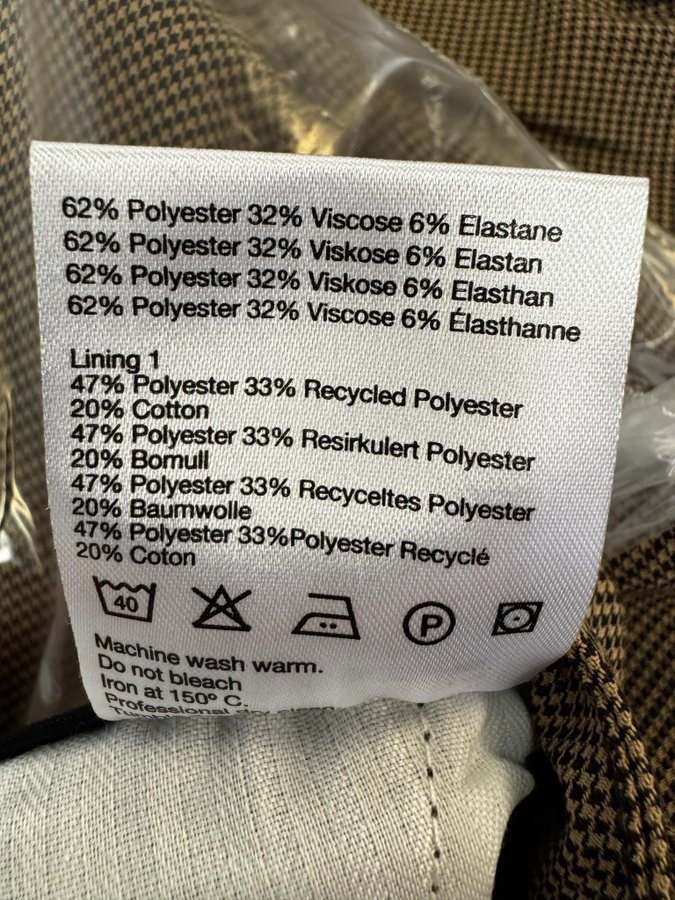 62% Polyester 32% Viscose 6% Elastane
62% Polyester 32% Viskose 6% Elastan
62% Polyester 32% Viskose 6% Elasthan
62% Polyester 32% Viscose 6% Élasthanne
Lining 1
47% Polyester 33% Recycled Polyester
20% Cotton
47% Polyester 33% Resirkulert Polyester
20% Bomull
47% Polyester 33% Recyceltes Polyester
20% Baumwolle
47% Polyester 33%Polyester Recyclé
20% Coton
40 P
Machine wash warm.
Do not bleach
Iron at 150º C.
Professional dry clean